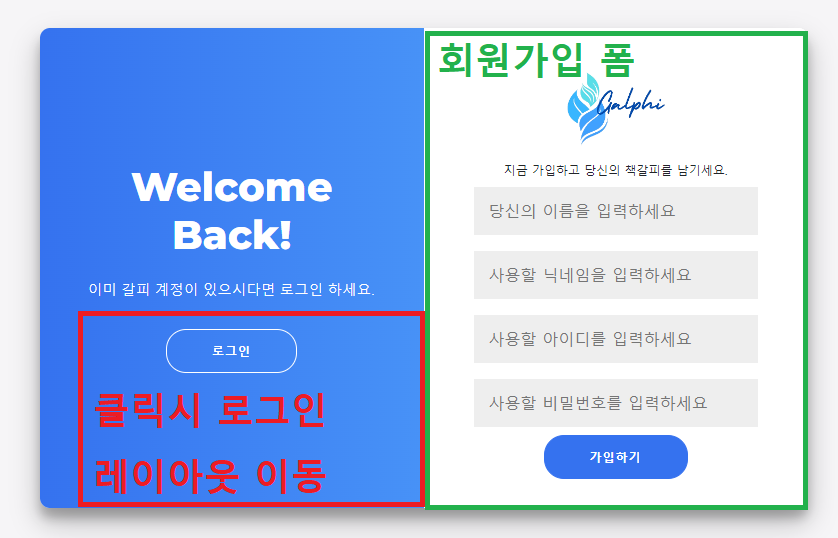 Welcome
Back!
이미 갈피 계정이 있으시다면 로그인 하세요.
로그인
클릭시 로그인
레이아웃 이동
회원가입 폼
Galphi
지금 가입하고 당신의 책갈피를 남기세요.
당신의 이름을 입력하세요
사용할 닉네임을 입력하세요
사용할 아이디를 입력하세요
사용할 비밀번호를 입력하세요
가입하기